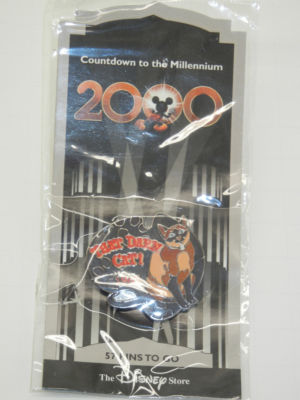 Countdown to the Millennium
2000
THAT DARN
CAT!
57 PINS TO GO
The Disney Store